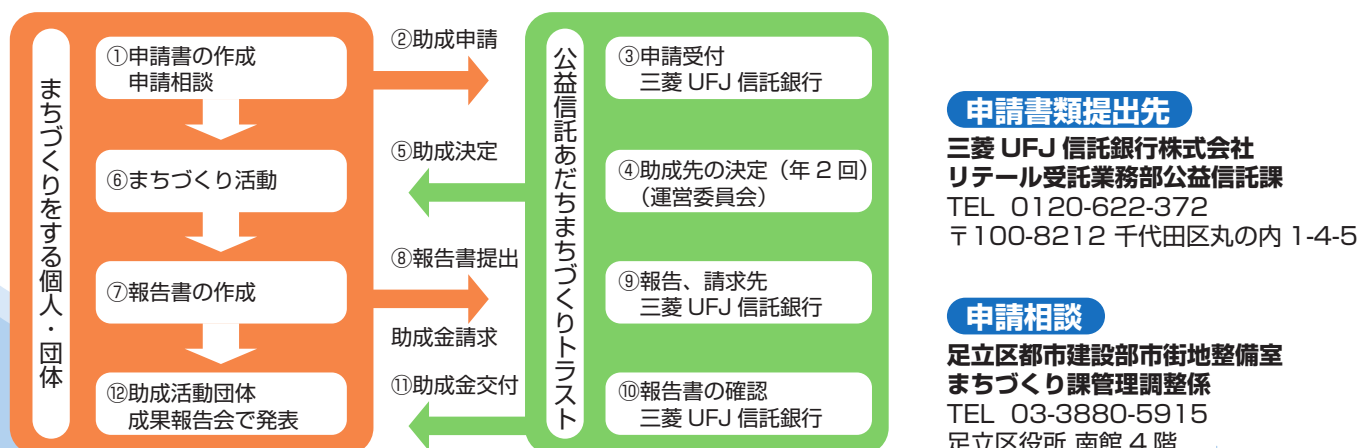 まちづくりをする個人・団体
①申請書の作成
申請相談
⑥まちづくり活動
⑦報告書の作成
⑫助成活動団体
成果報告会で発表
②助成申請
⑤助成決定
⑧報告書提出
助成金請求
⑪助成金交付
公益信託あだちまちづくりトラスト
③申請受付
三菱 UFJ 信託銀行
④助成先の決定（年 2 回）
（運営委員会）
⑨報告、請求先
三菱 UFJ 信託銀行
⑩報告書の確認
三菱 UFJ 信託銀行
申請書類提出先
三菱 UFJ 信託銀行株式会社
リテール受託業務部公益信託課
TEL 0120-622-372
〒100-8212 千代田区丸の内 1-4-5
申請相談
足立区都市建設部市街地整備室
まちづくり課管理調整係
TEL 03-3880-5915
足立区役所 南館 4 階